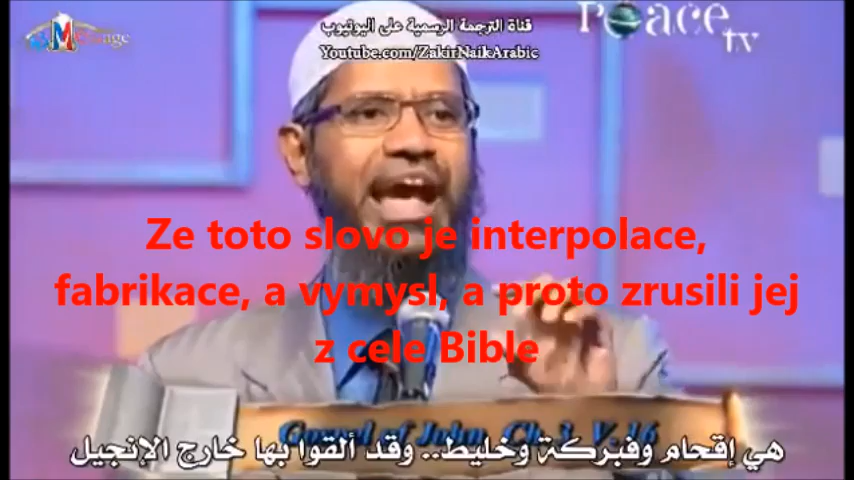 قناة الترجمة الرسمية على اليوتيوب
Youtube.com/ZakirNaikArabic
Peace tv
Message
Ze toto slovo je interpolace,
fabrikace, a vymysl, a proto zrusili jej
z cele Bible
Gospel of John, Ch.3, V.16
هي إقحام وفبركة وخليط.. وقد ألقوا بها خارج الإنجيل